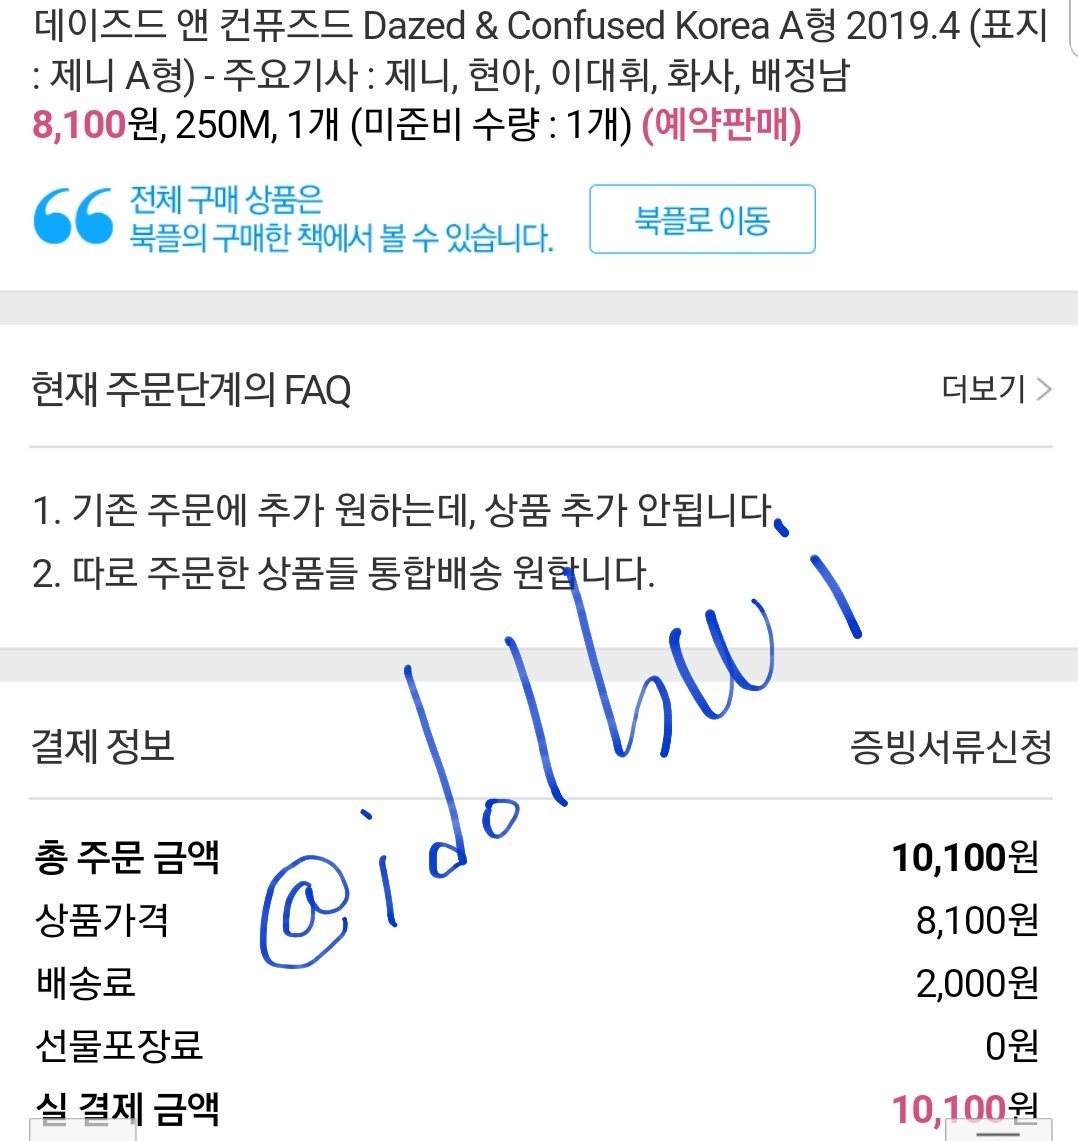 데이즈드 앤 컨퓨즈드 Dazed & Confused Korea A형 2019.4 (표지
: 제니 A형) - 주요기사 : 제니, 현아, 이대휘, 화사, 배정남
8,100원, 250M, 1개 (미준비 수량 : 1개) (예약판매)
전체 구매 상품은
북플의 구매한 책에서 볼 수 있습니다.
북플로 이동
현재 주문단계의 FAQ
더보기 >
1. 기존 주문에 추가 원하는데, 상품 추가 안됩니다.
2. 따로 주문한 상품들 통합배송 원합니다.
@idolhwi
결제 정보
증빙서류신청
총 주문 금액 10,100원
상품가격 8,100원
배송료 2,000원
선물포장료 0원
실 결제 금액 10,100원